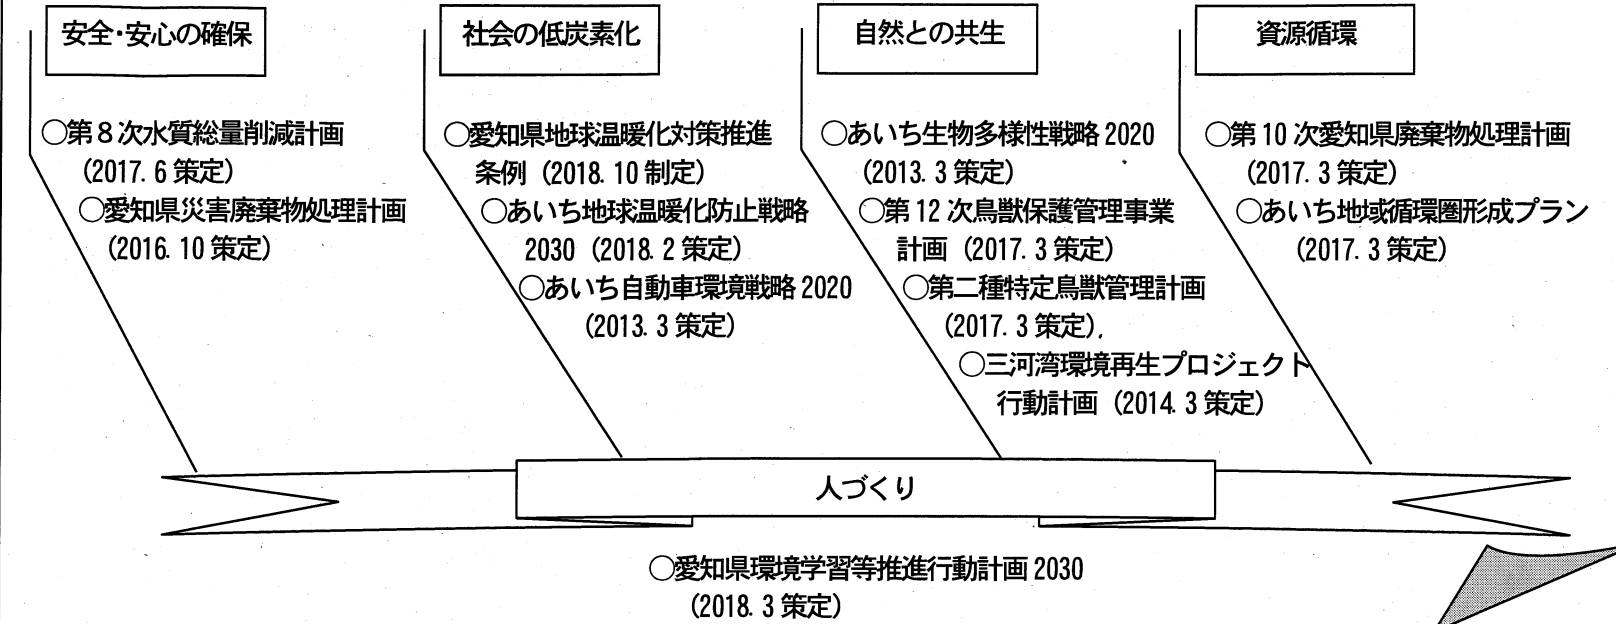 安全・安心の確保
○第８次水質総量削減計画
(2017. 6 策定)
○愛知県災害廃棄物処理計画
(2016. 10 策定)
社会の低炭素化
○愛知県地球温暖化対策推進
条例 (2018. 10 制定)
○あいち地球温暖化防止戦略
2030 (2018. 2 策定)
○あいち自動車環境戦略 2020
(2013. 3 策定)
自然との共生
○あいち生物多様性戦略 2020
(2013. 3 策定)
○第 12 次鳥獣保護管理事業
計画 (2017. 3 策定)
○第二種特定鳥獣管理計画
(2017. 3 策定)
○三河湾環境再生プロジェクト
行動計画 (2014. 3 策定)
資源循環
○第 10 次愛知県廃棄物処理計画
(2017. 3 策定)
○あいち地域循環圏形成プラン
(2017. 3 策定)
人づくり
○愛知県環境学習等推進行動計画 2030
(2018. 3 策定)